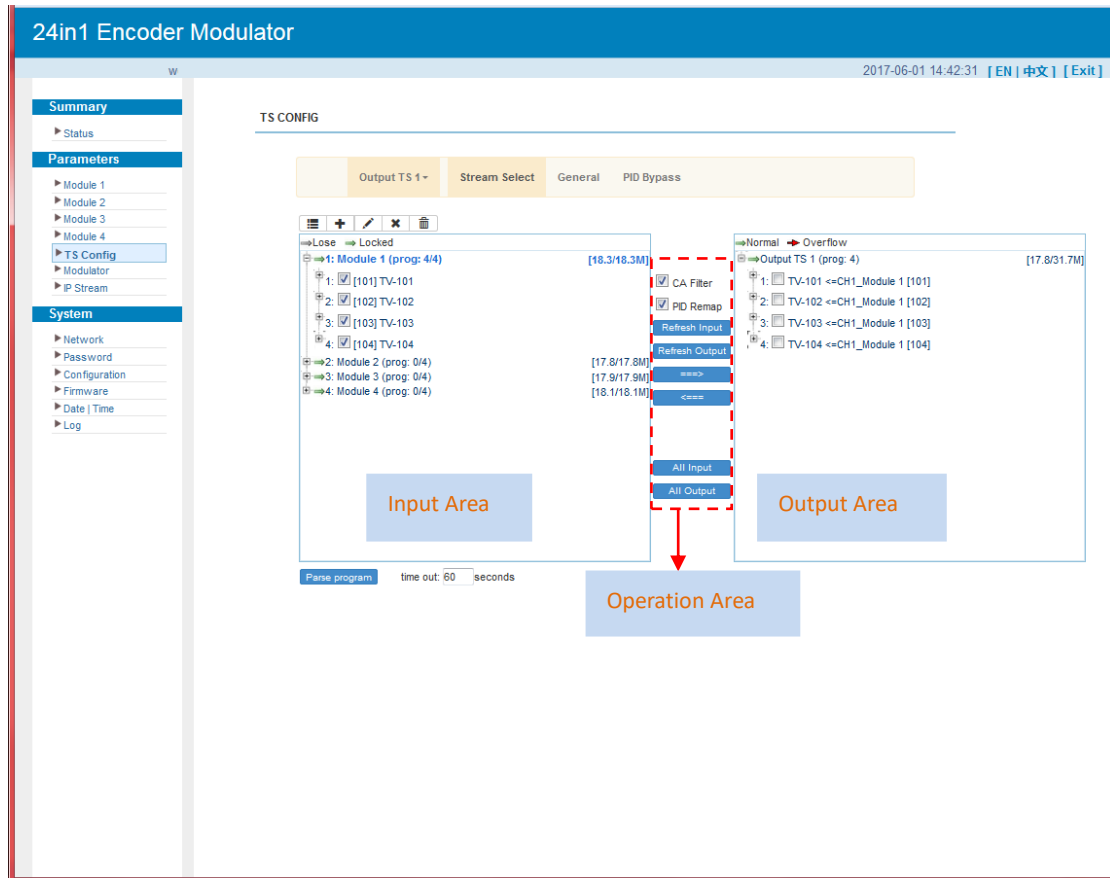 24in1 Encoder Modulator
W
2017-06-01 14:42:31 [ EN | 中文 ] [ Exit ]
Summary
Status
Parameters
Module 1
Module 2
Module 3
Module 4
TS Config
Modulator
IP Stream
System
Network
Password
Configuration
Firmware
Date | Time
Log
TS CONFIG
Output TS 1 Stream Select General PID Bypass
Lose Locked
1: Module 1 (prog: 4/4) [18.3/18.3M]
1: [101] TV-101
2: [102] TV-102
3: [103] TV-103
4: [104] TV-104
2: Module 2 (prog: 0/4) [17.8/17.8M]
3: Module 3 (prog: 0/4) [17.9/17.9M]
4: Module 4 (prog: 0/4) [18.1/18.1M]
Input Area
CA Filter
PID Remap
Refresh Input
Refresh Output
===>
<===
All Input
All Output
Normal Overflow
Output TS 1 (prog: 4) [17.8/31.7M]
1: TV-101 <=CH1_Module 1 [101]
2: TV-102 <=CH1_Module 1 [102]
3: TV-103 <=CH1_Module 1 [103]
4: TV-104 <=CH1_Module 1 [104]
Output Area
Parse program time out: 60 seconds
Operation Area